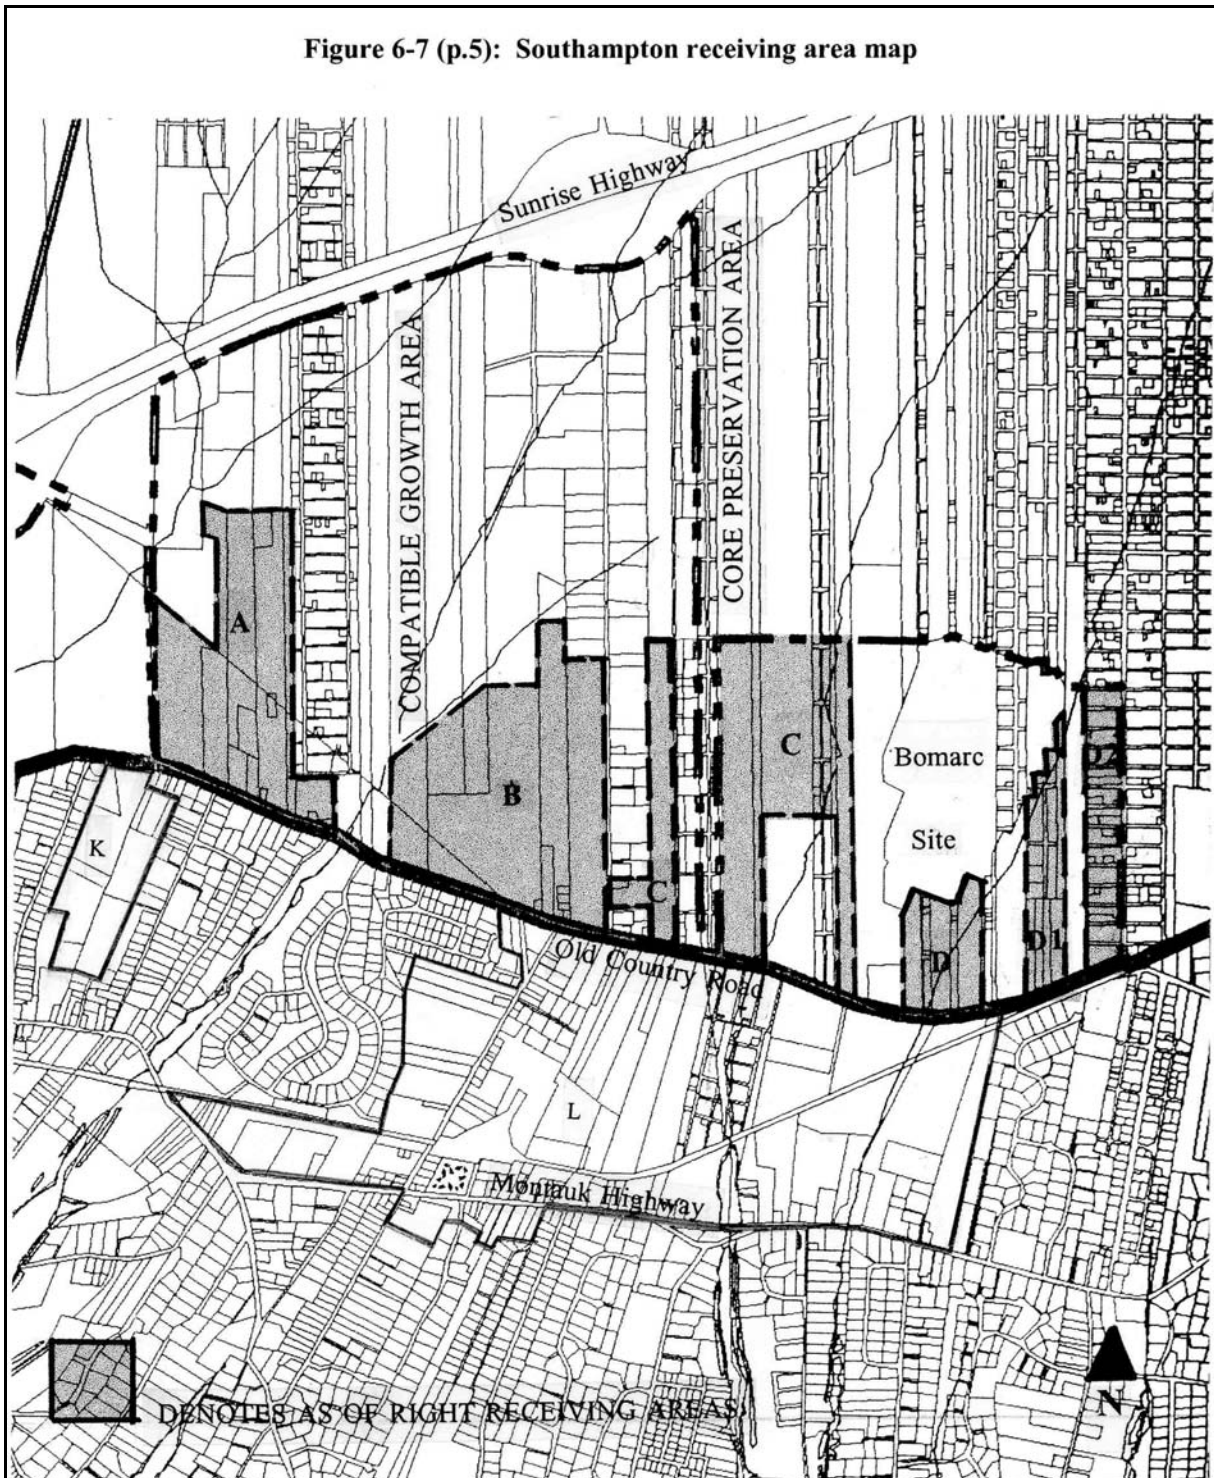 Figure 6-7 (p.5): Southampton receiving area map
Sunrise Highway
COMPATIBLE GROWTH AREA
CORE PRESERVATION AREA
A
B
C
C
Bomarc
Site
D
D1
D2
K
Old Country Road
L
Montauk Highway
DENOTES AS OF RIGHT RECEIVING AREAS
N